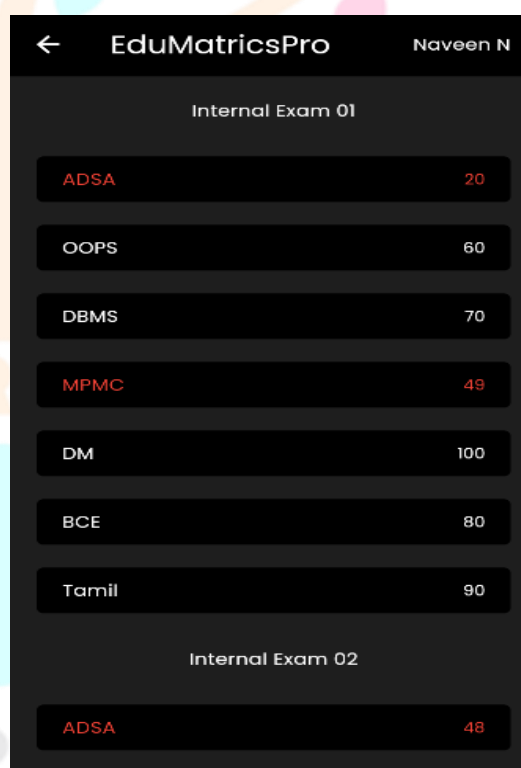 EduMatricsPro Naveen N
Internal Exam 01
ADSA 20
OOPS 60
DBMS 70
MPMC 49
DM 100
BCE 80
Tamil 90
Internal Exam 02
ADSA 48